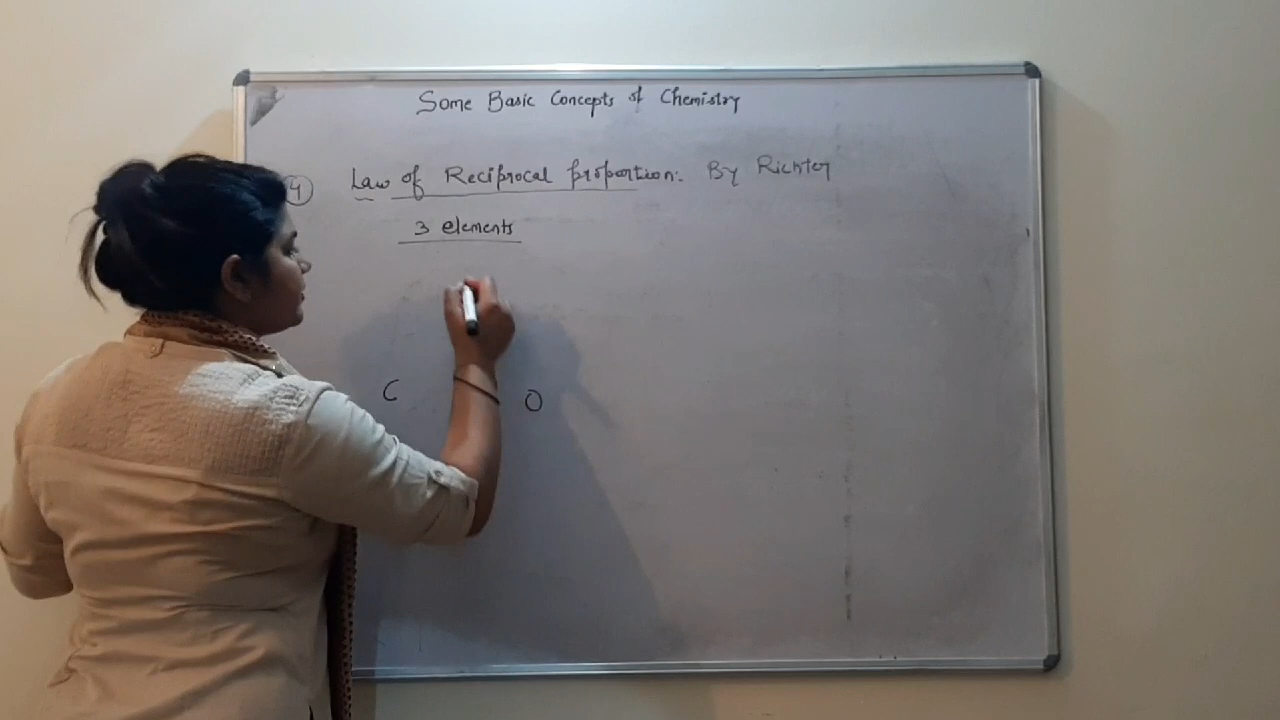 Some Basic Concepts of Chemistry
4 Law of Reciprocal proportion:. By Richter
3 elements
C O